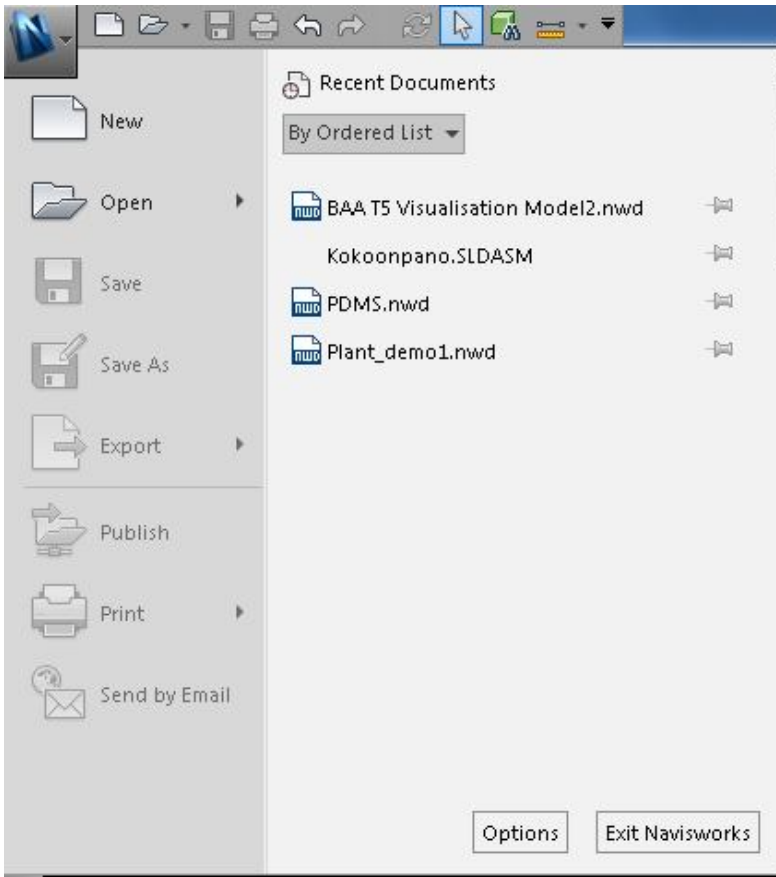 New
Open
Save
Save As
Export
Publish
Print
Send by Email
Recent Documents
By Ordered List
BAA T5 Visualisation Model2.nwd
Kokoonpano.SLDASM
PDMS.nwd
Plant_demo1.nwd
Options
Exit Navisworks